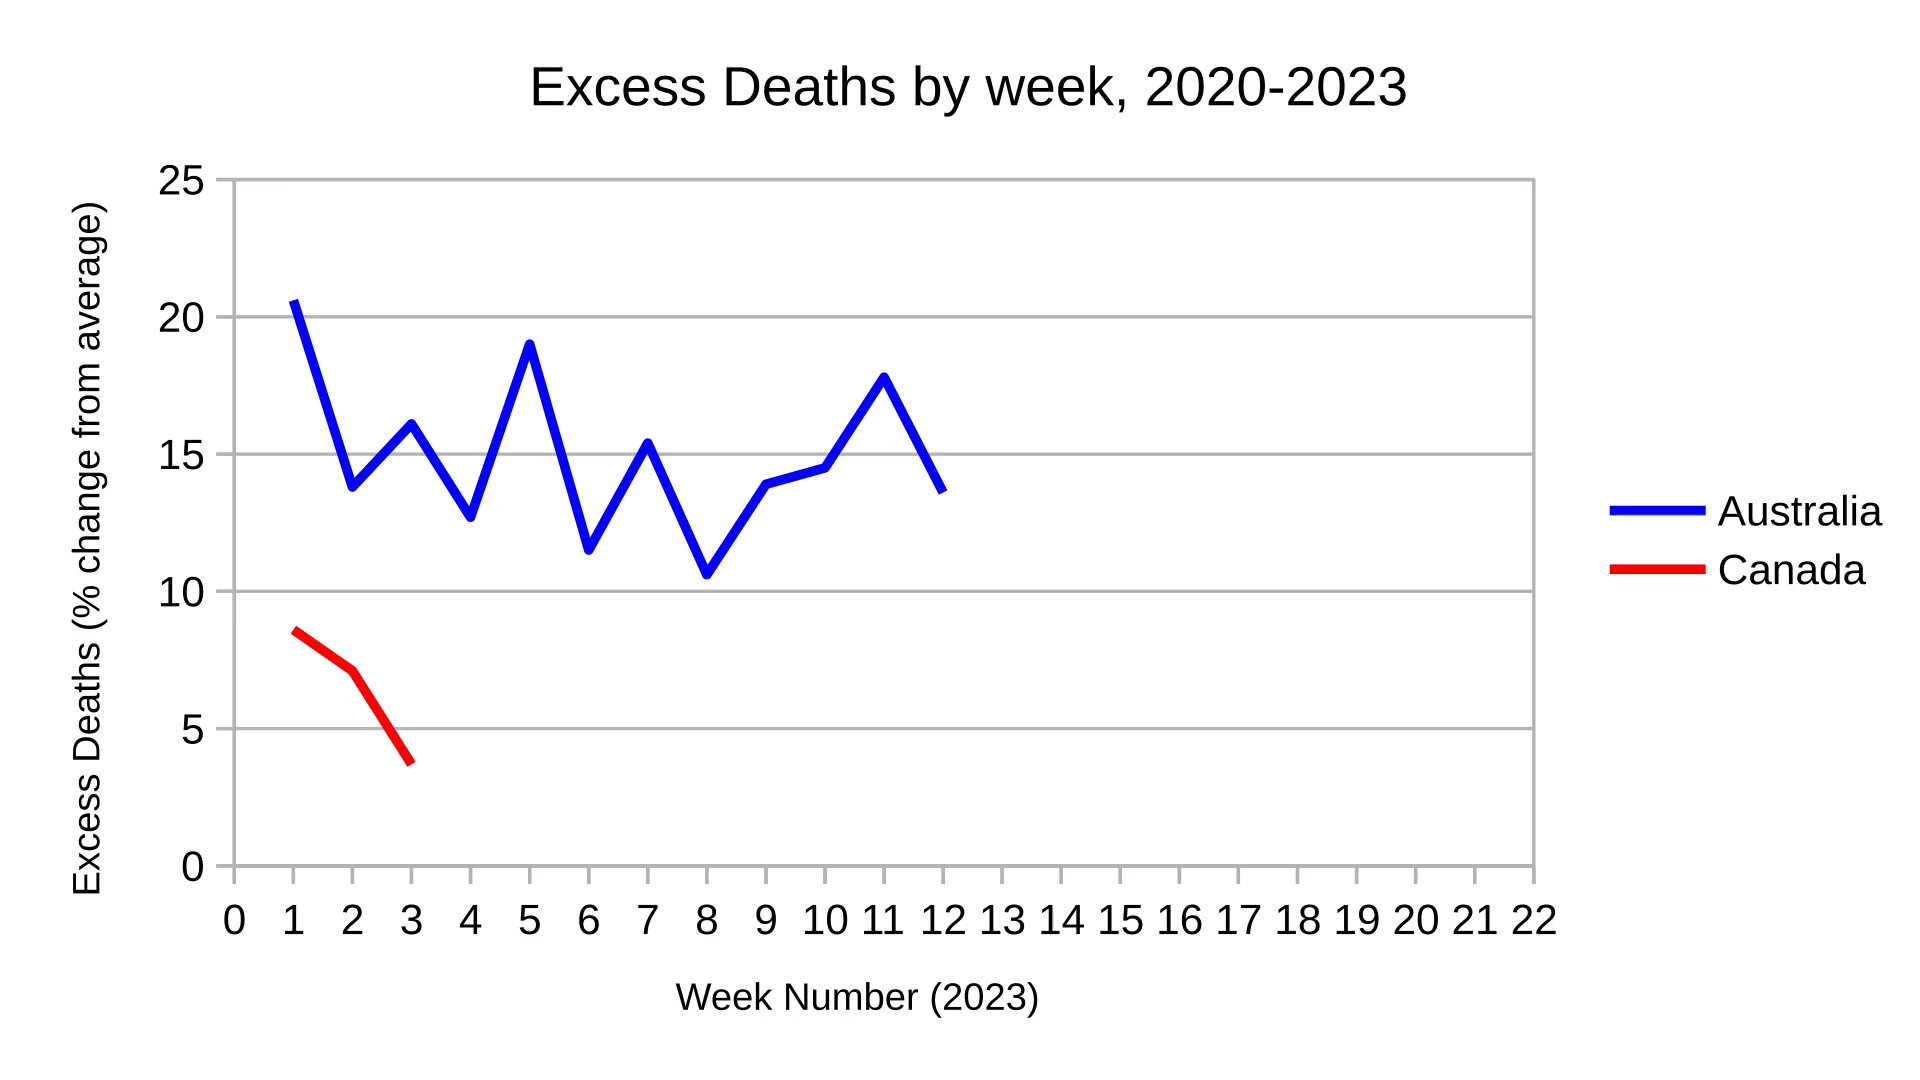 Excess Deaths by week, 2020-2023
Excess Deaths (% change from average)
25
20
15
10
5
0
0 1 2 3 4 5 6 7 8 9 10 11 12 13 14 15 16 17 18 19 20 21 22
Week Number (2023)
Australia
Canada